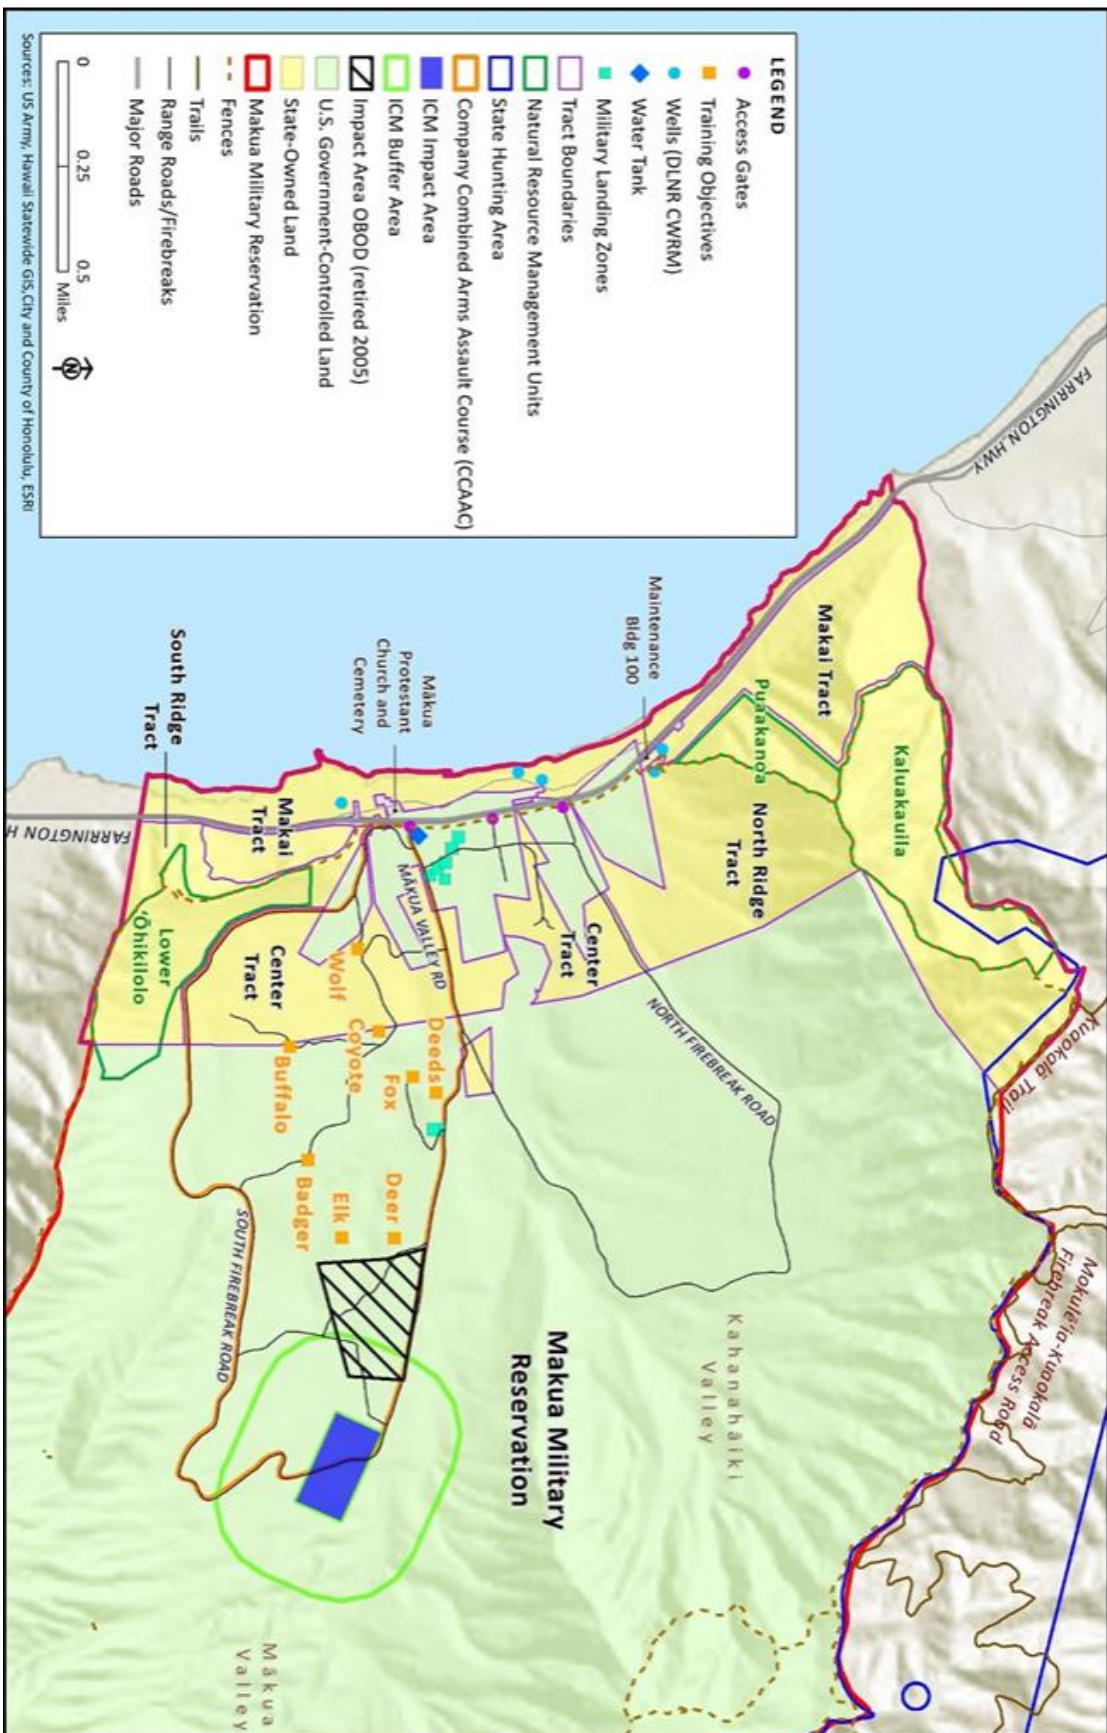 LEGEND
Access Gates
Training Objectives
Wells (DLNR CWRM)
Water Tank
Military Landing Zones
Tract Boundaries
Natural Resource Management Units
State Hunting Area
Company Combined Arms Assault Course (CCAAC)
ICM Impact Area
ICM Buffer Area
Impact Area OBOD (retired 2005)
U.S. Government-Controlled Land
State-Owned Land
Makua Military Reservation
Fences
Trails
Range Roads/Firebreaks
Major Roads
0 0.25 0.5
Miles
N
Sources: US Army, Hawaii Statewide GIS, City and County of Honolulu, ESRI
FARRINGTON HWY
Makai Tract
Kaluakauila
Puaakanoa
North Ridge
Tract
Maintenance
Bldg 100
Kuaokalā Trail
Mokulē'ia-Kuaokalā
Firebreak Access Road
NORTH FIREBREAK ROAD
Center
Tract
Kahanahāiki
Valley
Makua Military
Reservation
Mākua
Protestant
Church and
Cemetery
MĀKUA VALLEY RD
Deeds
Fox
Coyote
Wolf
Buffalo
Deer
Elk
Badger
Center
Tract
SOUTH FIREBREAK ROAD
Makai
Tract
South Ridge
Tract
Lower
'Ōhikilolo
FARRINGTON H
Mākua
Valley